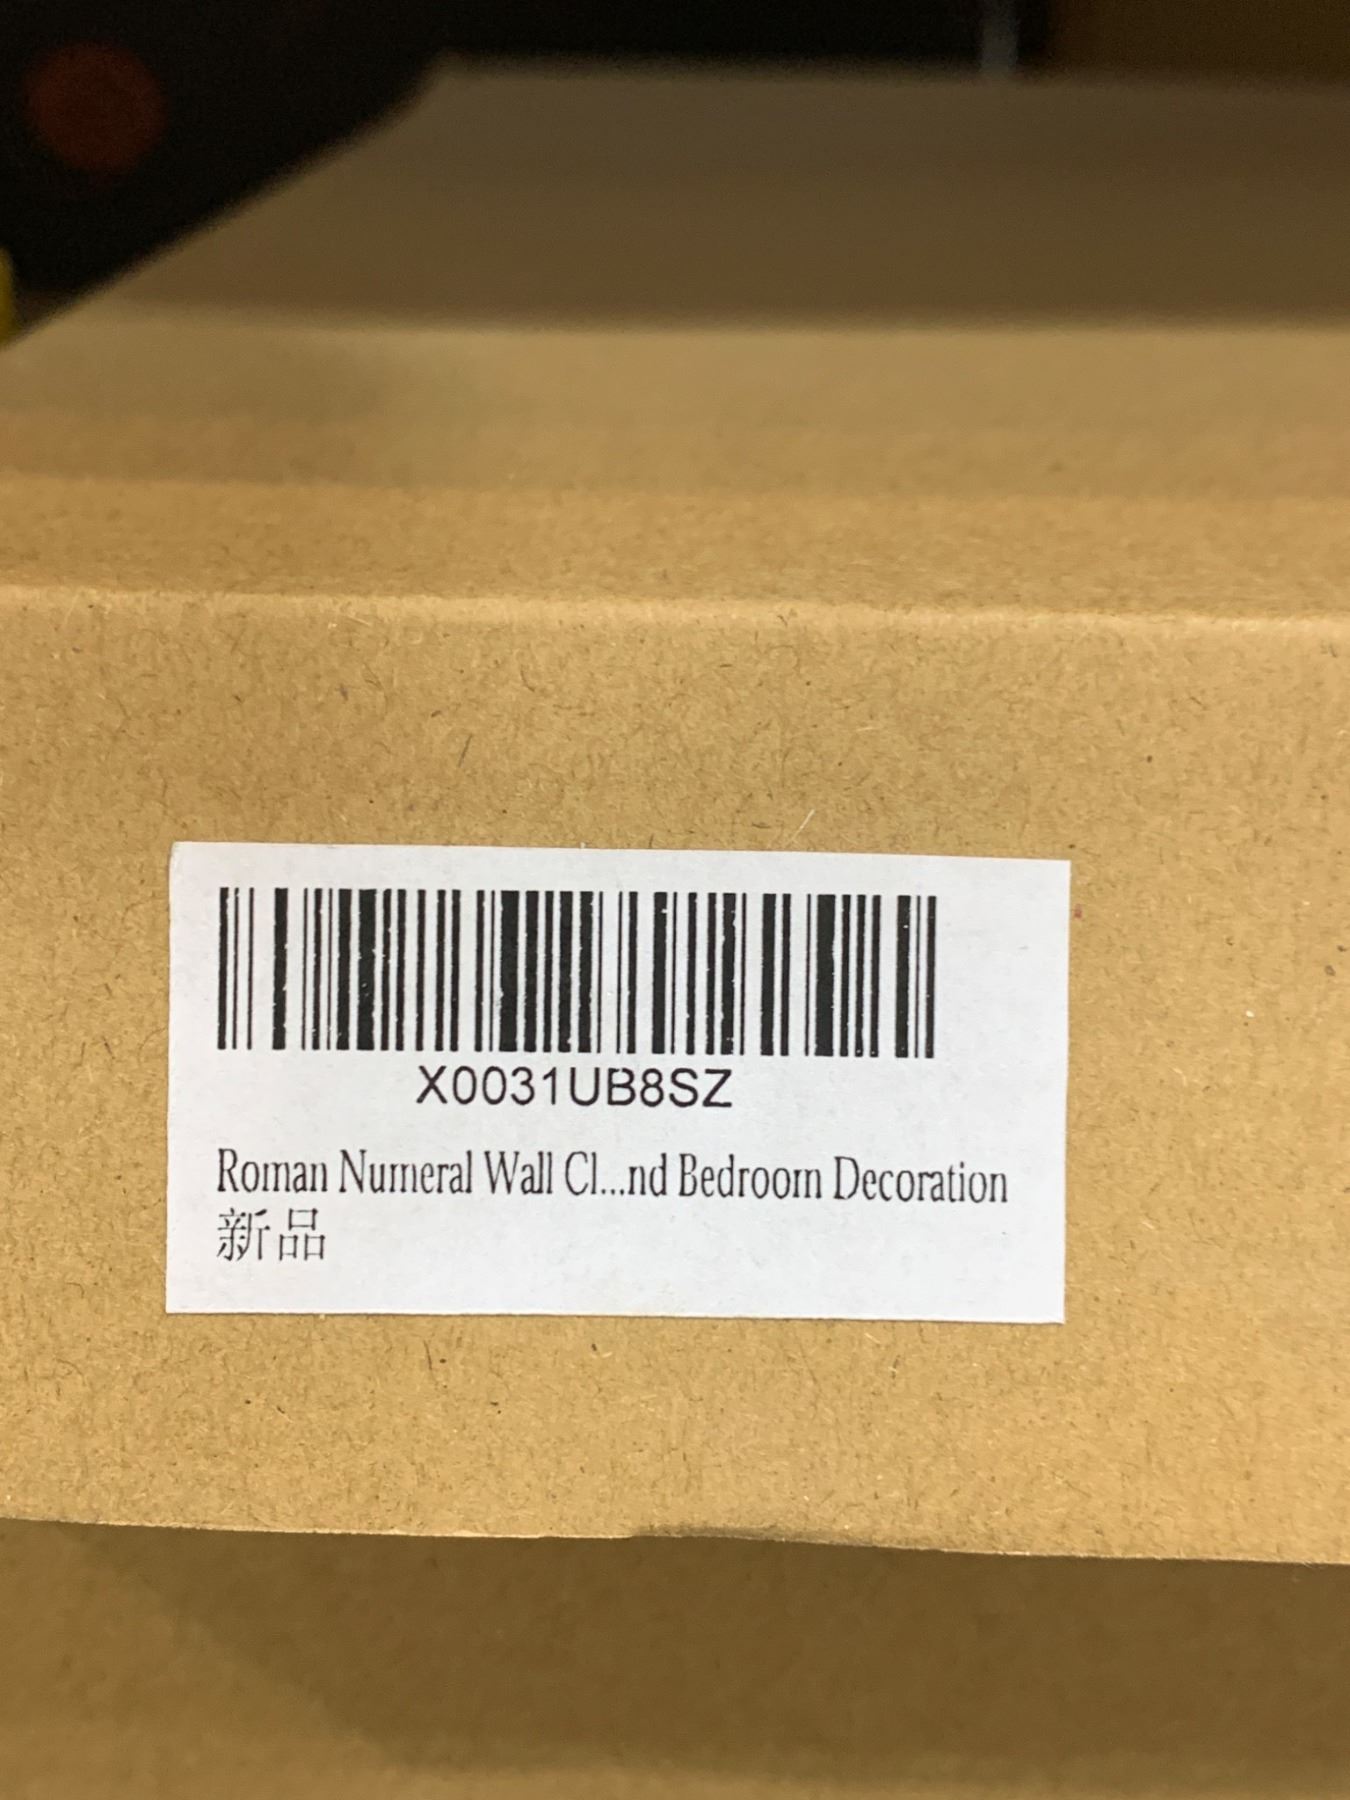 X0031UB8SZ
Roman Numeral Wall Cl...nd Bedroom Decoration
新品